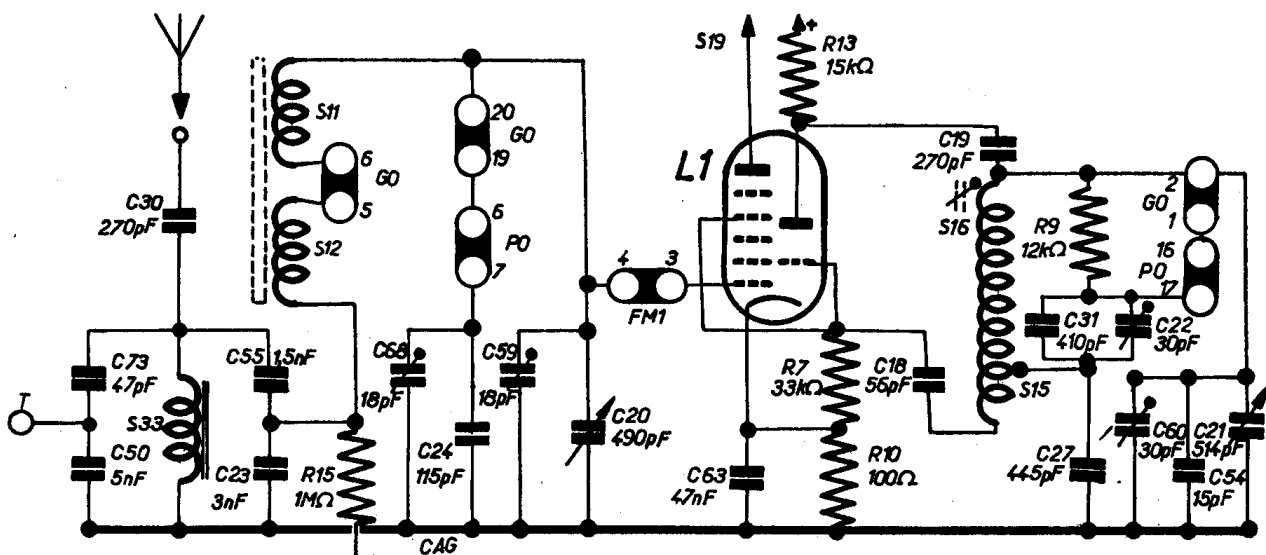 S19
+
R13
15kΩ
S11
20
GO
19
6
GO
5
S12
C30
270pF
6
PO
7
L1
C19
270pF
S16
R9
12kΩ
2
GO
1
16
PO
17
4
3
FM1
C73
47pF
C55
1,5nF
C68
18pF
C59
18pF
C20
490pF
R7
33kΩ
C18
56pF
S15
C31
410pF
C22
30pF
T
S33
C50
5nF
C23
3nF
R15
1MΩ
C24
115pF
C63
47nF
R10
100Ω
C27
445pF
C60
30pF
C21
514pF
C54
15pF
CAG